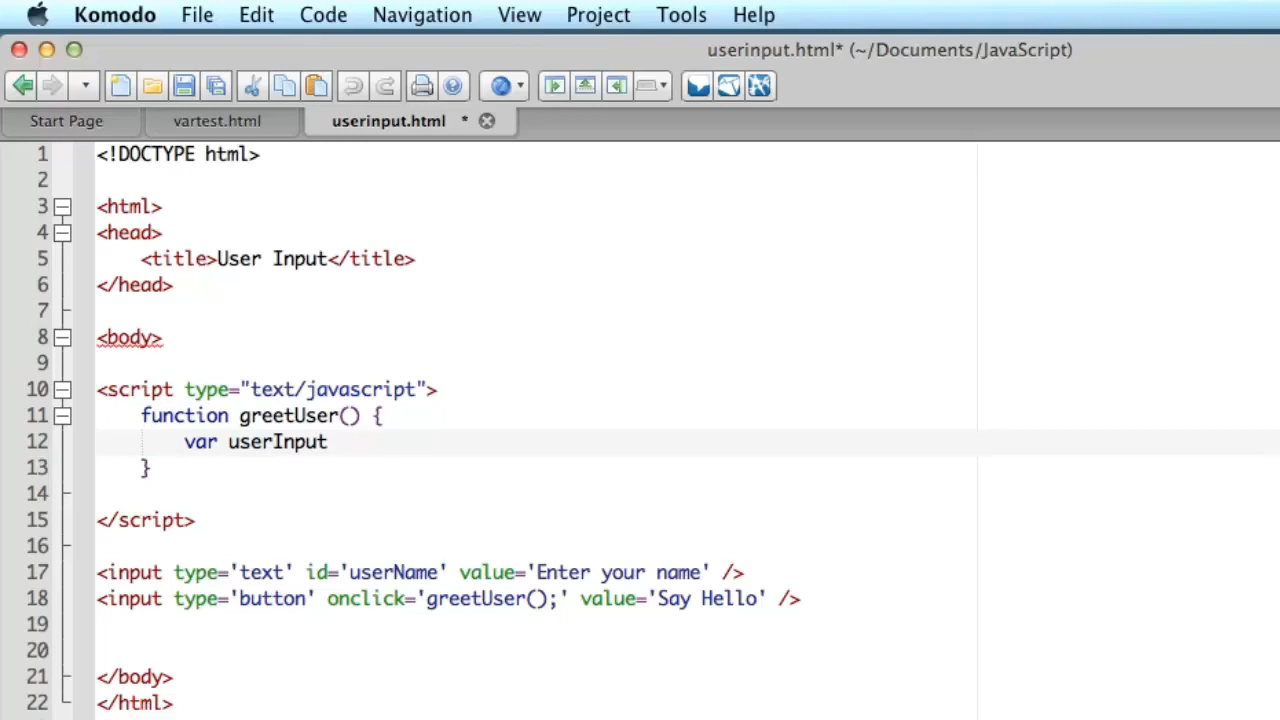 Komodo File Edit Code Navigation View Project Tools Help
userinput.html* (~/Documents/JavaScript)
Start Page vartest.html userinput.html *
1 <!DOCTYPE html>
2
3 <html>
4 <head>
5 <title>User Input</title>
6 </head>
7
8 <body>
9
10 <script type="text/javascript">
11 function greetUser() {
12 var userInput
13 }
14
15 </script>
16
17 <input type='text' id='userName' value='Enter your name' />
18 <input type='button' onclick='greetUser();' value='Say Hello' />
19
20
21 </body>
22 </html>